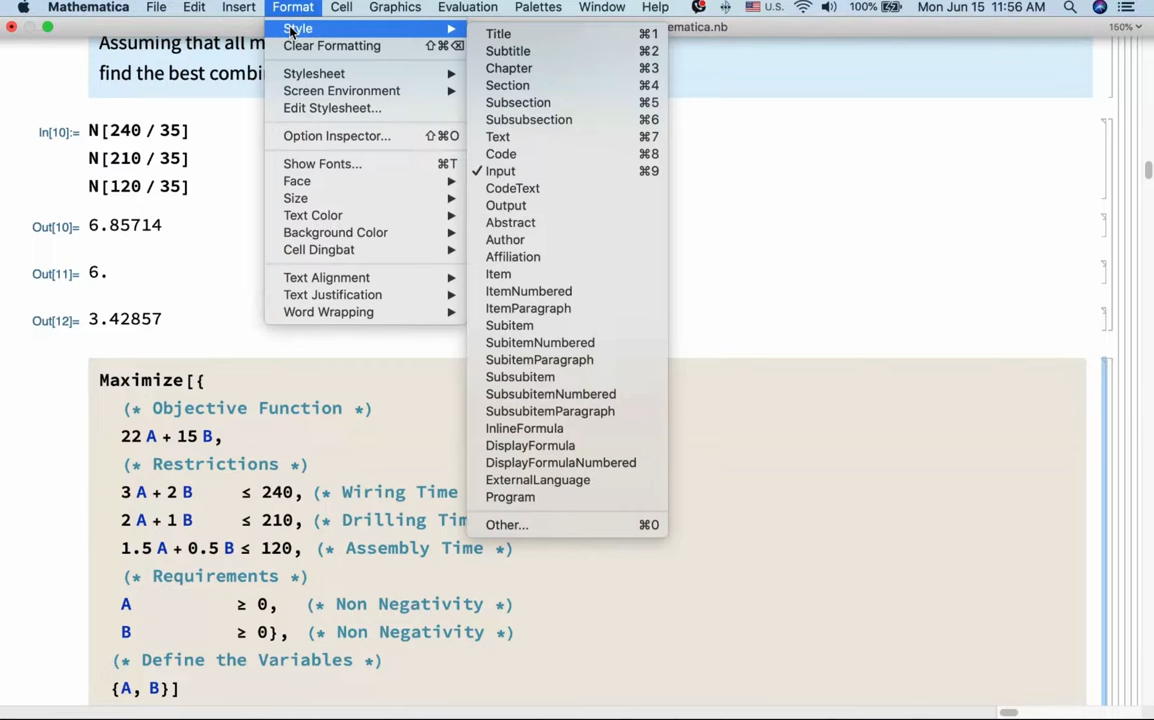 Mathematica File Edit Insert Format Cell Graphics Evaluation Palettes Window Help U.S. 100% Mon Jun 15 11:56 AM
ematica.nb 150%
Assuming that all m
find the best combi
Style
Clear Formatting ⇧⌘⌫
Stylesheet
Screen Environment
Edit Stylesheet...
Option Inspector... ⇧⌘O
Show Fonts... ⌘T
Face
Size
Text Color
Background Color
Cell Dingbat
Text Alignment
Text Justification
Word Wrapping
Title ⌘1
Subtitle ⌘2
Chapter ⌘3
Section ⌘4
Subsection ⌘5
Subsubsection ⌘6
Text ⌘7
Code ⌘8
✓ Input ⌘9
CodeText
Output
Abstract
Author
Affiliation
Item
ItemNumbered
ItemParagraph
Subitem
SubitemNumbered
SubitemParagraph
Subsubitem
SubsubitemNumbered
SubsubitemParagraph
InlineFormula
DisplayFormula
DisplayFormulaNumbered
ExternalLanguage
Program
Other... ⌘0
In[10]:= N[240 / 35]
N[210 / 35]
N[120 / 35]
Out[10]= 6.85714
Out[11]= 6.
Out[12]= 3.42857
Maximize[{
(* Objective Function *)
22 A + 15 B,
(* Restrictions *)
3 A + 2 B ≤ 240, (* Wiring Time
2 A + 1 B ≤ 210, (* Drilling Tim
1.5 A + 0.5 B ≤ 120, (* Assembly Time *)
(* Requirements *)
A ≥ 0, (* Non Negativity *)
B ≥ 0}, (* Non Negativity *)
(* Define the Variables *)
{A, B}]